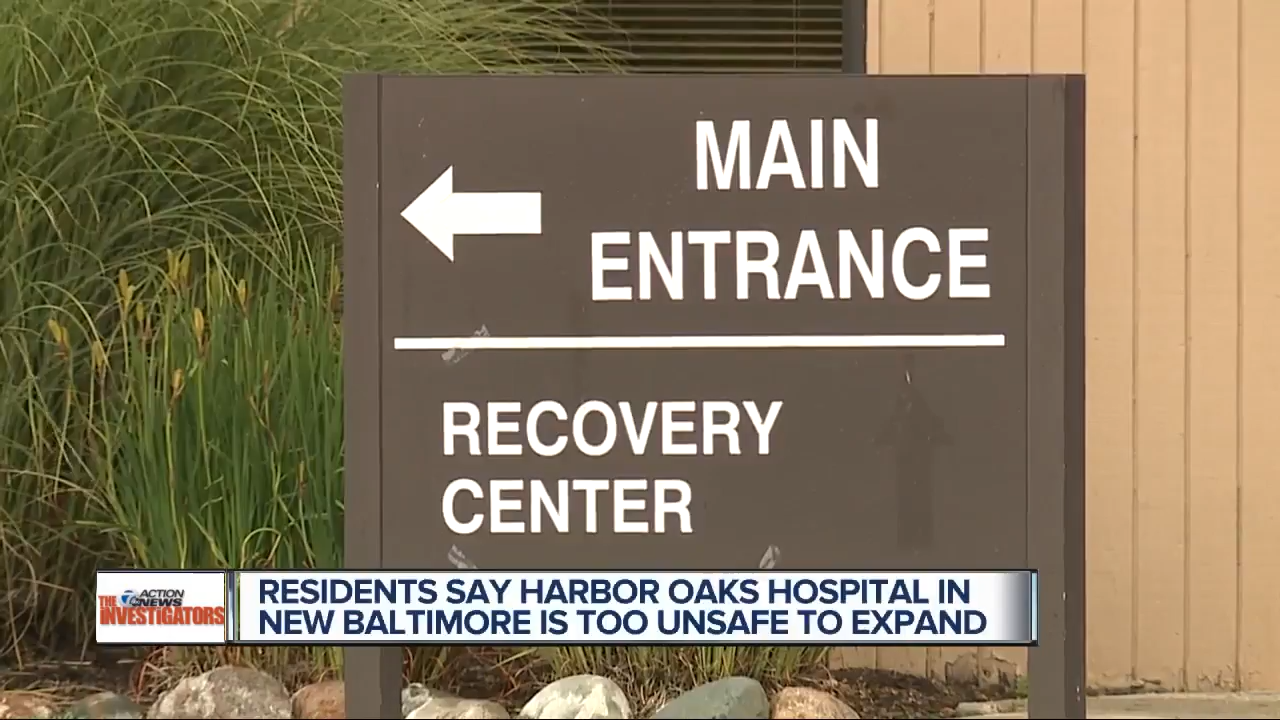 MAIN
ENTRANCE
RECOVERY
CENTER
THE
7 ACTION
NEWS
INVESTIGATORS
RESIDENTS SAY HARBOR OAKS HOSPITAL IN
NEW BALTIMORE IS TOO UNSAFE TO EXPAND